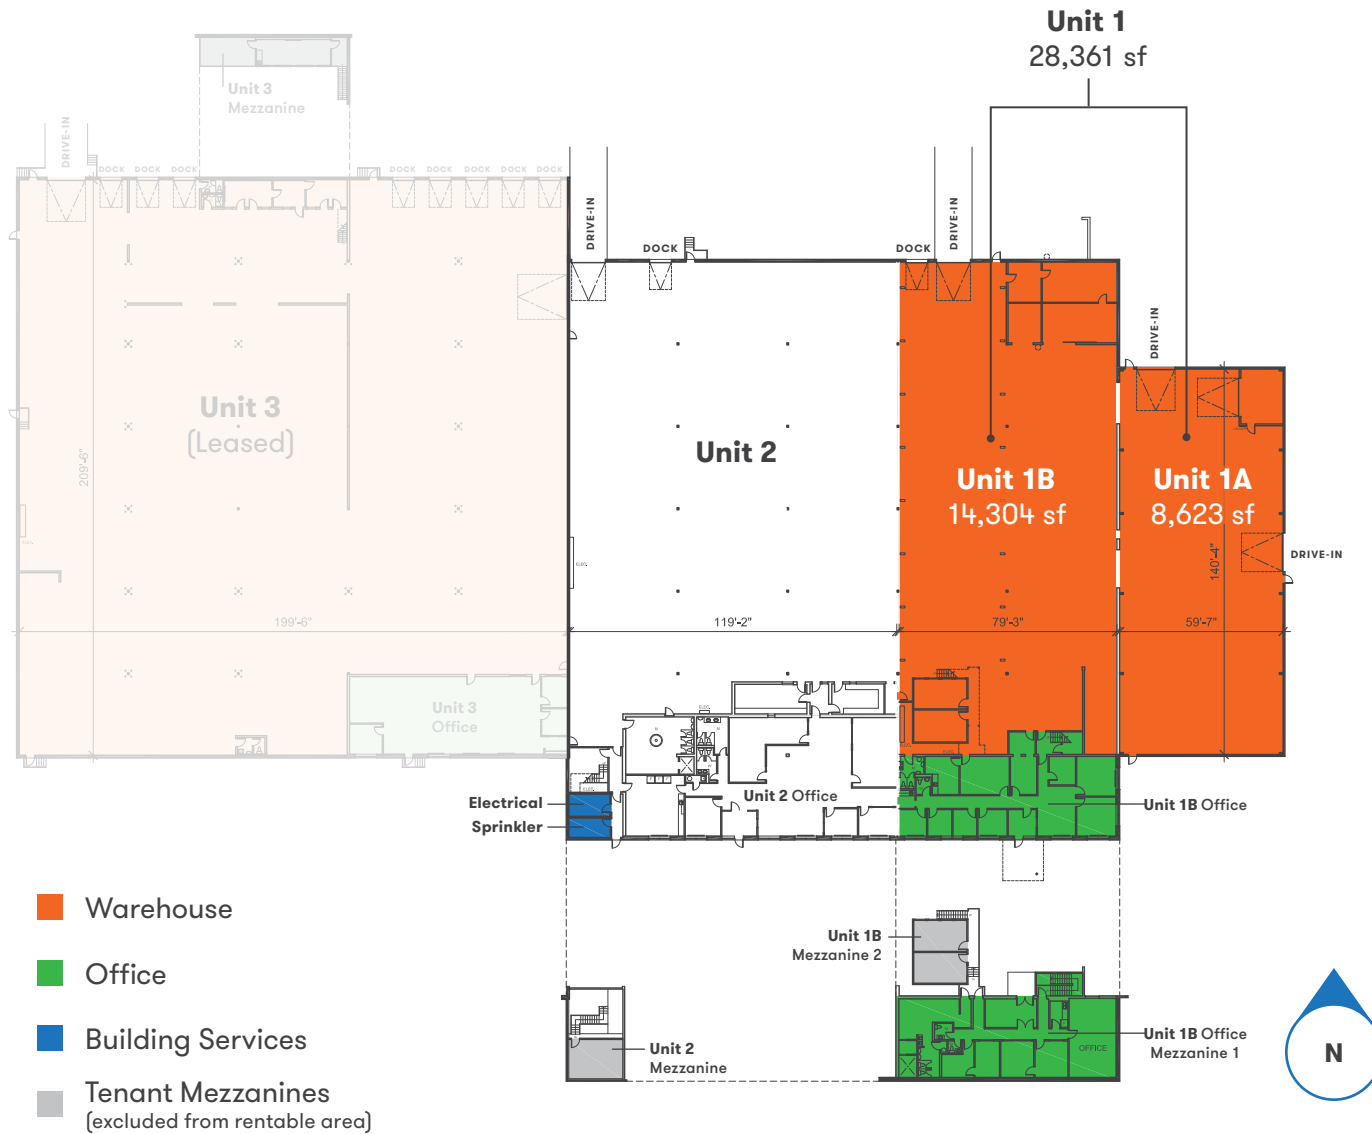 Unit 1
28,361 sf
Unit 3
Mezzanine
DRIVE-IN
DOCK
DOCK
DOCK
DOCK
DOCK
DOCK
DOCK
DOCK
DRIVE-IN
DOCK
DOCK
DRIVE-IN
DRIVE-IN
Unit 3
(Leased)
209'-6"
Unit 2
Unit 1B
14,304 sf
Unit 1A
8,623 sf
140'-4"
DRIVE-IN
ELEC.
199'-6"
119'-2"
79'-3"
59'-7"
Unit 3
Office
ELEC.
ELEC.
Unit 2 Office
Electrical
Sprinkler
Unit 1B Office
Warehouse
Office
Building Services
Tenant Mezzanines
(excluded from rentable area)
Unit 1B
Mezzanine 2
Unit 2
Mezzanine
OFFICE
Unit 1B Office
Mezzanine 1
N